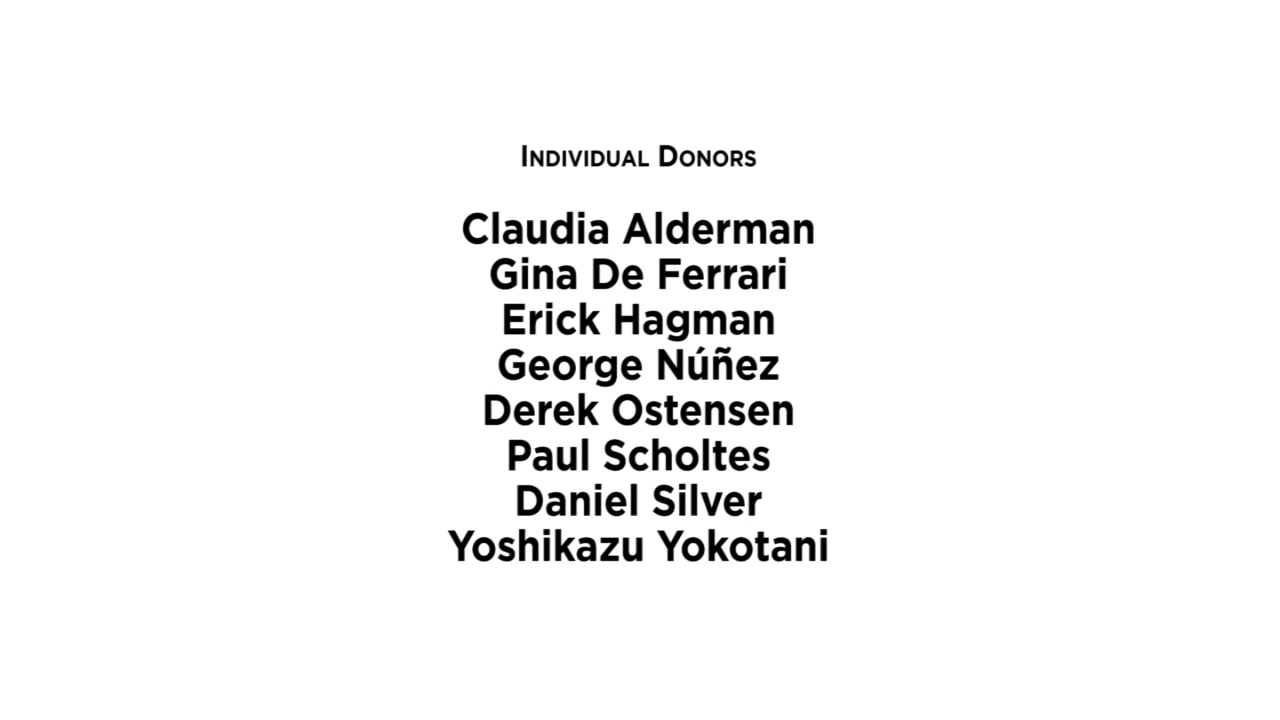 Individual Donors
Claudia Alderman
Gina De Ferrari
Erick Hagman
George Núñez
Derek Ostensen
Paul Scholtes
Daniel Silver
Yoshikazu Yokotani